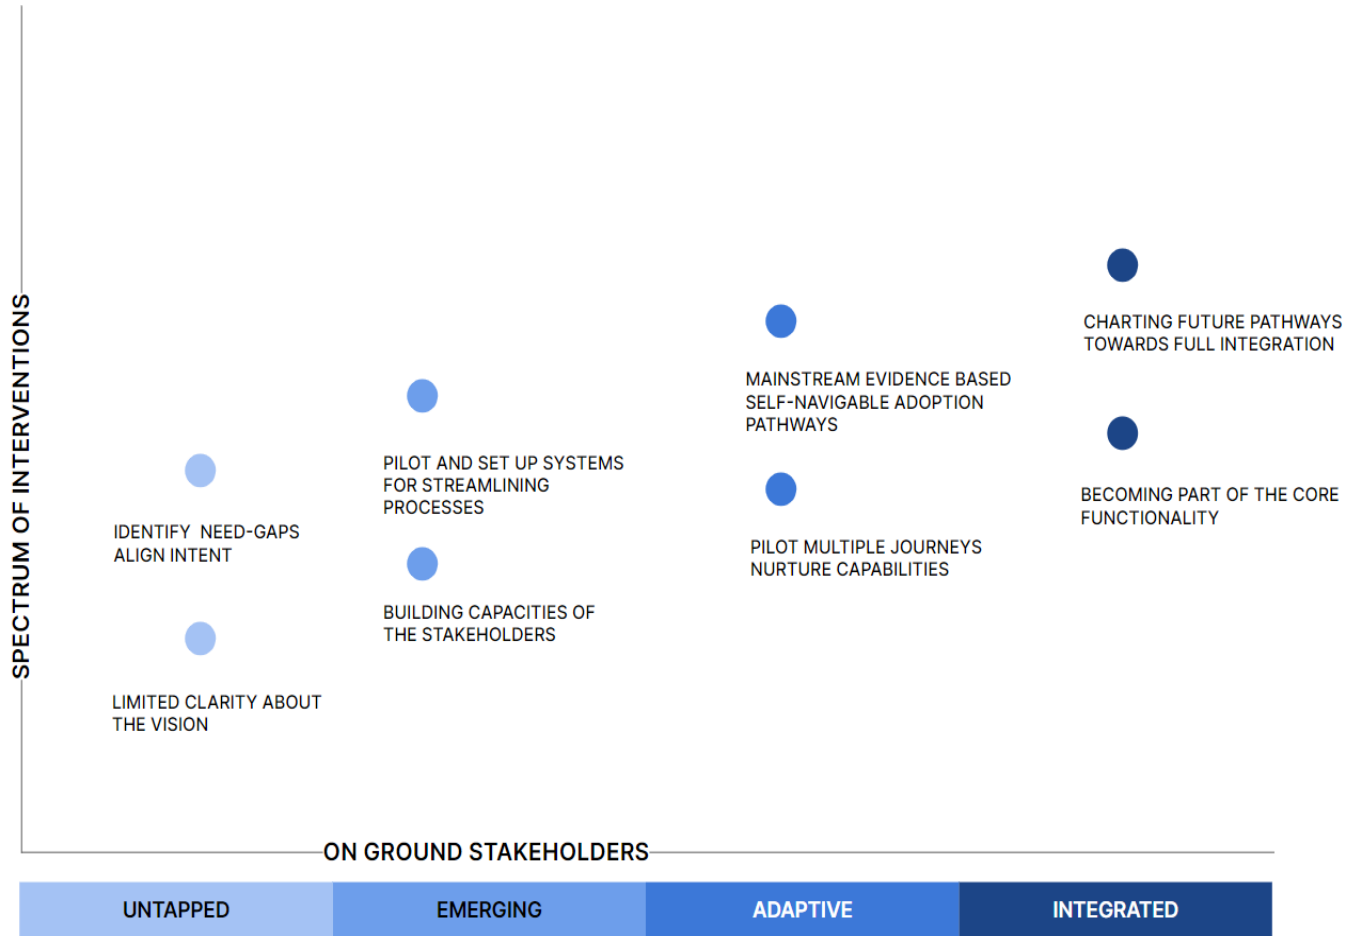 SPECTRUM OF INTERVENTIONS
CHARTING FUTURE PATHWAYS
TOWARDS FULL INTEGRATION
MAINSTREAM EVIDENCE BASED
SELF-NAVIGABLE ADOPTION
PATHWAYS
PILOT AND SET UP SYSTEMS
FOR STREAMLINING
PROCESSES
BECOMING PART OF THE CORE
FUNCTIONALITY
IDENTIFY NEED-GAPS
ALIGN INTENT
PILOT MULTIPLE JOURNEYS
NURTURE CAPABILITIES
BUILDING CAPACITIES OF
THE STAKEHOLDERS
LIMITED CLARITY ABOUT
THE VISION
ON GROUND STAKEHOLDERS
UNTAPPED
EMERGING
ADAPTIVE
INTEGRATED